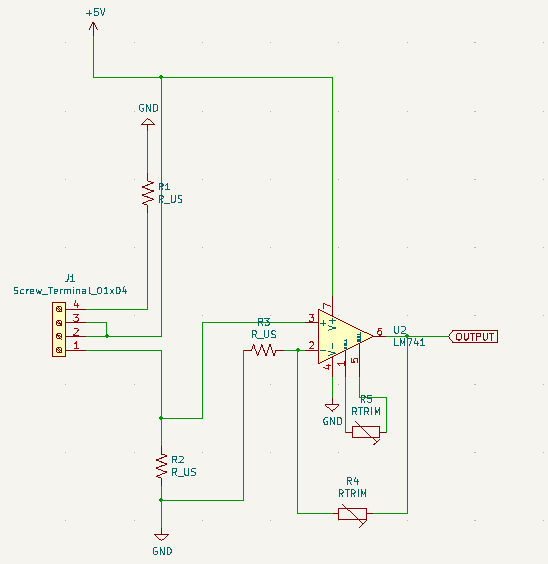 +5V
GND
R1
R_US
J1
Screw_Terminal_01x04
4
3
2
1
R3
R_US
3
2
7
V+
V-
4
1
5
6
U2
LM741
OUTPUT
GND
R5
RTRIM
R2
R_US
R4
RTRIM
GND